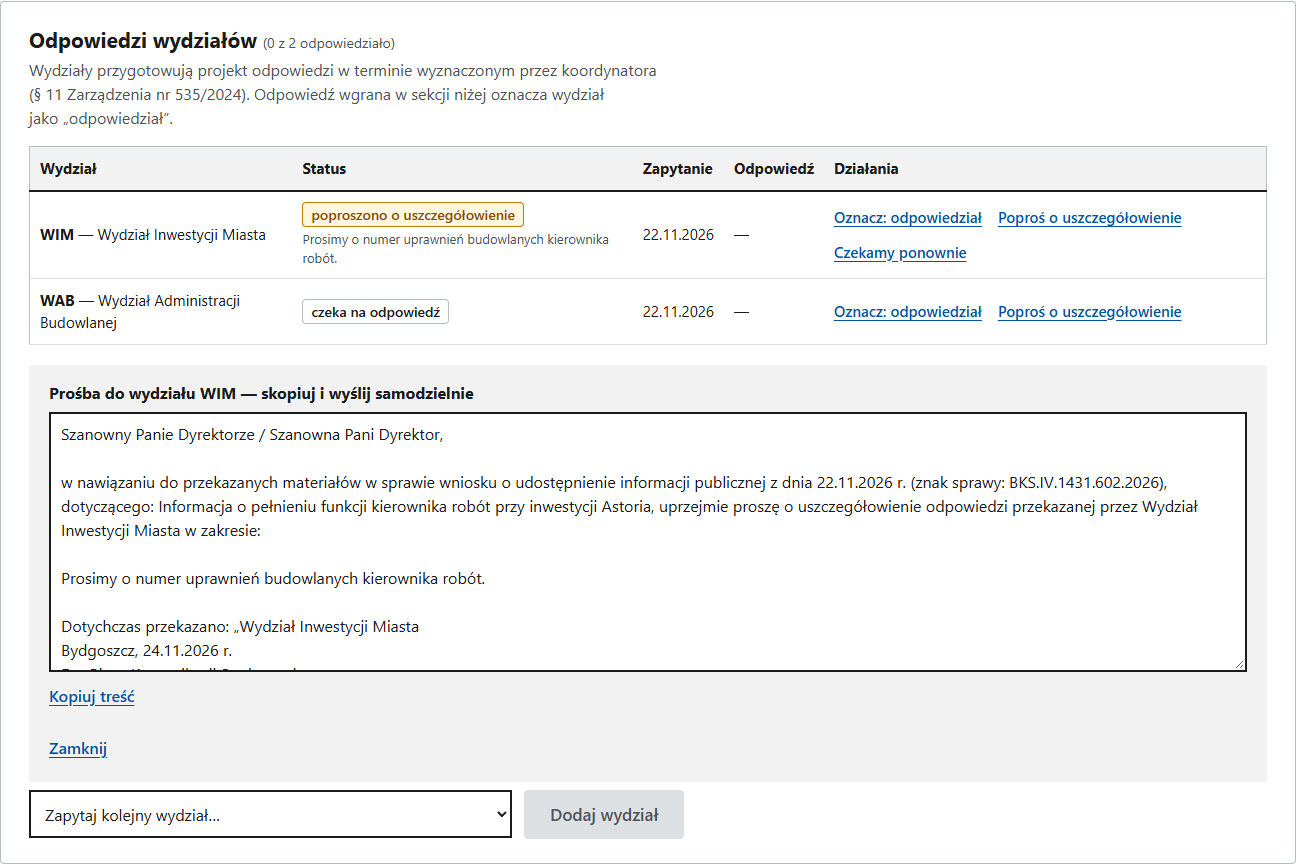 Odpowiedzi wydziałów (0 z 2 odpowiedziało)
Wydziały przygotowują projekt odpowiedzi w terminie wyznaczonym przez koordynatora
(§ 11 Zarządzenia nr 535/2024). Odpowiedź wgrana w sekcji niżej oznacza wydział
jako „odpowiedział”.
Wydział Status Zapytanie Odpowiedź Działania
WIM — Wydział Inwestycji Miasta
poproszono o uszczegółowienie
Prosimy o numer uprawnień budowlanych kierownika
robót.
22.11.2026 —
Oznacz: odpowiedział Poproś o uszczegółowienie
Czekamy ponownie
WAB — Wydział Administracji
Budowlanej
czeka na odpowiedź
22.11.2026 —
Oznacz: odpowiedział Poproś o uszczegółowienie
Prośba do wydziału WIM — skopiuj i wyślij samodzielnie
Szanowny Panie Dyrektorze / Szanowna Pani Dyrektor,
w nawiązaniu do przekazanych materiałów w sprawie wniosku o udostępnienie informacji publicznej z dnia 22.11.2026 r. (znak sprawy: BKS.IV.1431.602.2026),
dotyczącego: Informacja o pełnieniu funkcji kierownika robót przy inwestycji Astoria, uprzejmie proszę o uszczegółowienie odpowiedzi przekazanej przez Wydział
Inwestycji Miasta w zakresie:
Prosimy o numer uprawnień budowlanych kierownika robót.
Dotychczas przekazano: „Wydział Inwestycji Miasta
Bydgoszcz, 24.11.2026 r.
Kopiuj treść
Zamknij
Zapytaj kolejny wydział...
Dodaj wydział